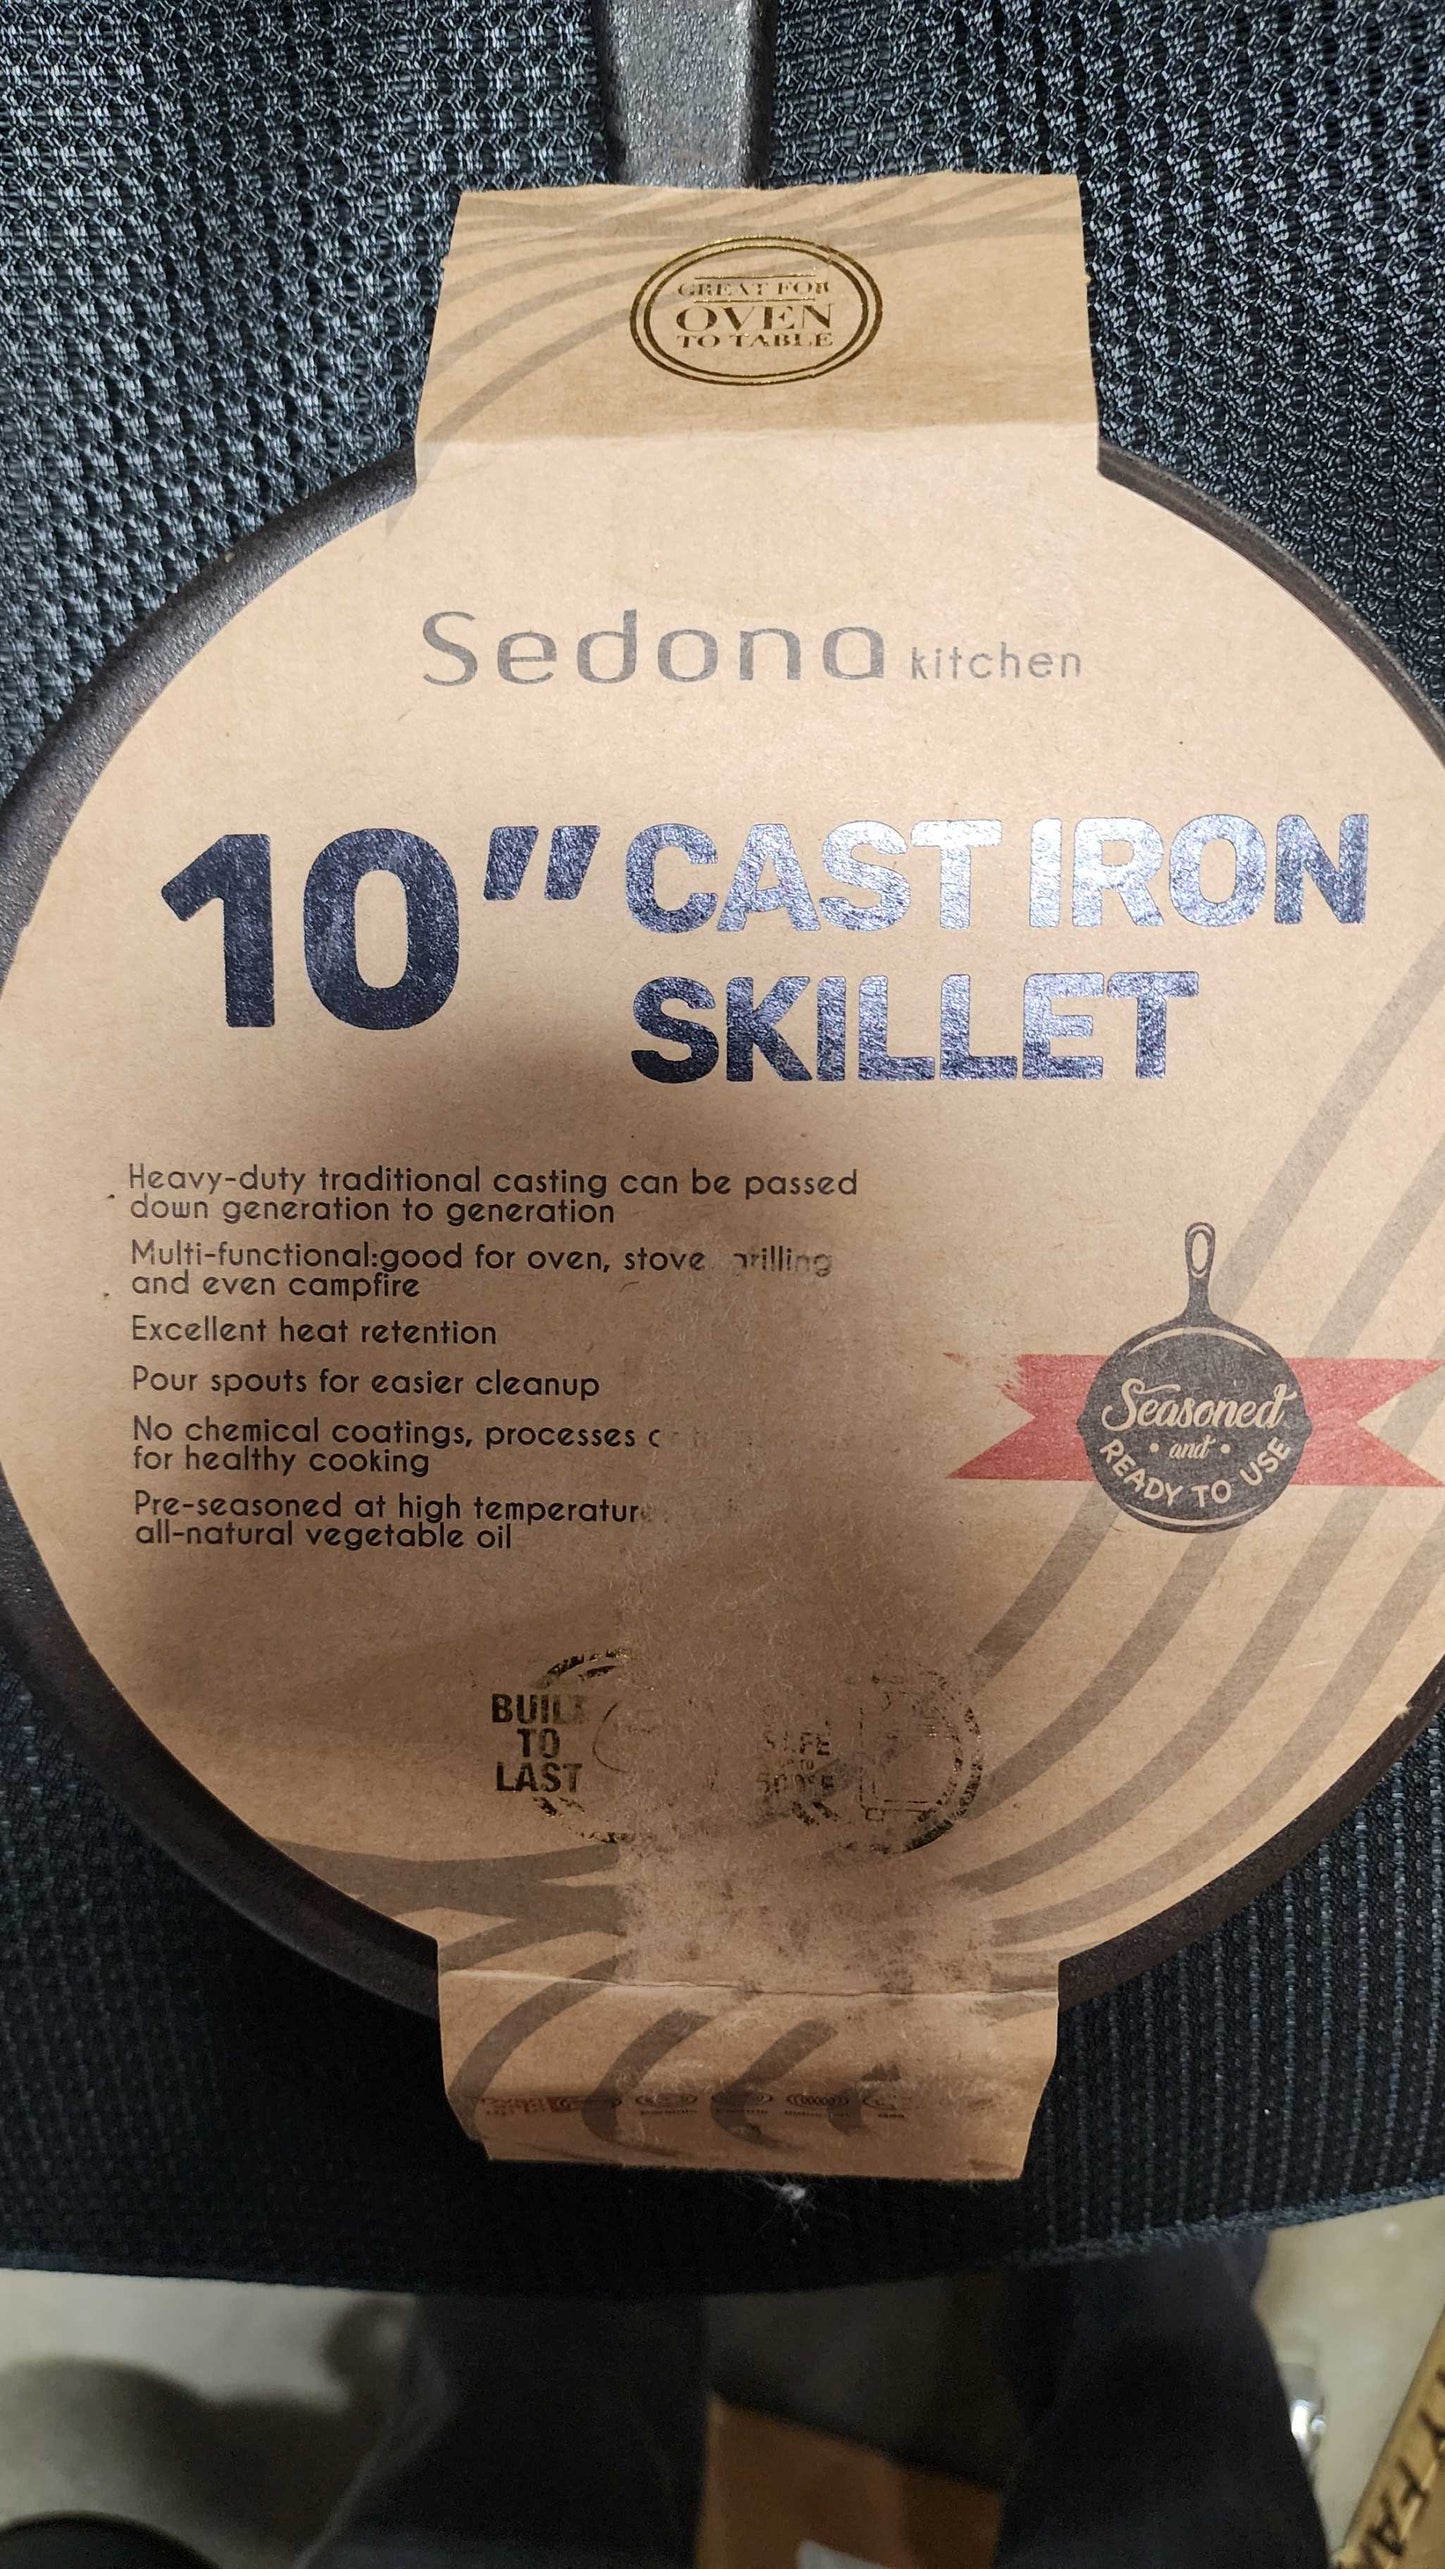 GREAT FOR
OVEN
TO TABLE
Sedona kitchen
10" CAST IRON
SKILLET
Heavy-duty traditional casting can be passed
down generation to generation
Multi-functional:good for oven, stove grilling
and even campfire
Excellent heat retention
Pour spouts for easier cleanup
No chemical coatings, processes
for healthy cooking
Pre-seasoned at high
all-natural vegetable oil
Seasoned
• and •
READY TO USE
BUILT
TO
LAST
SAFE